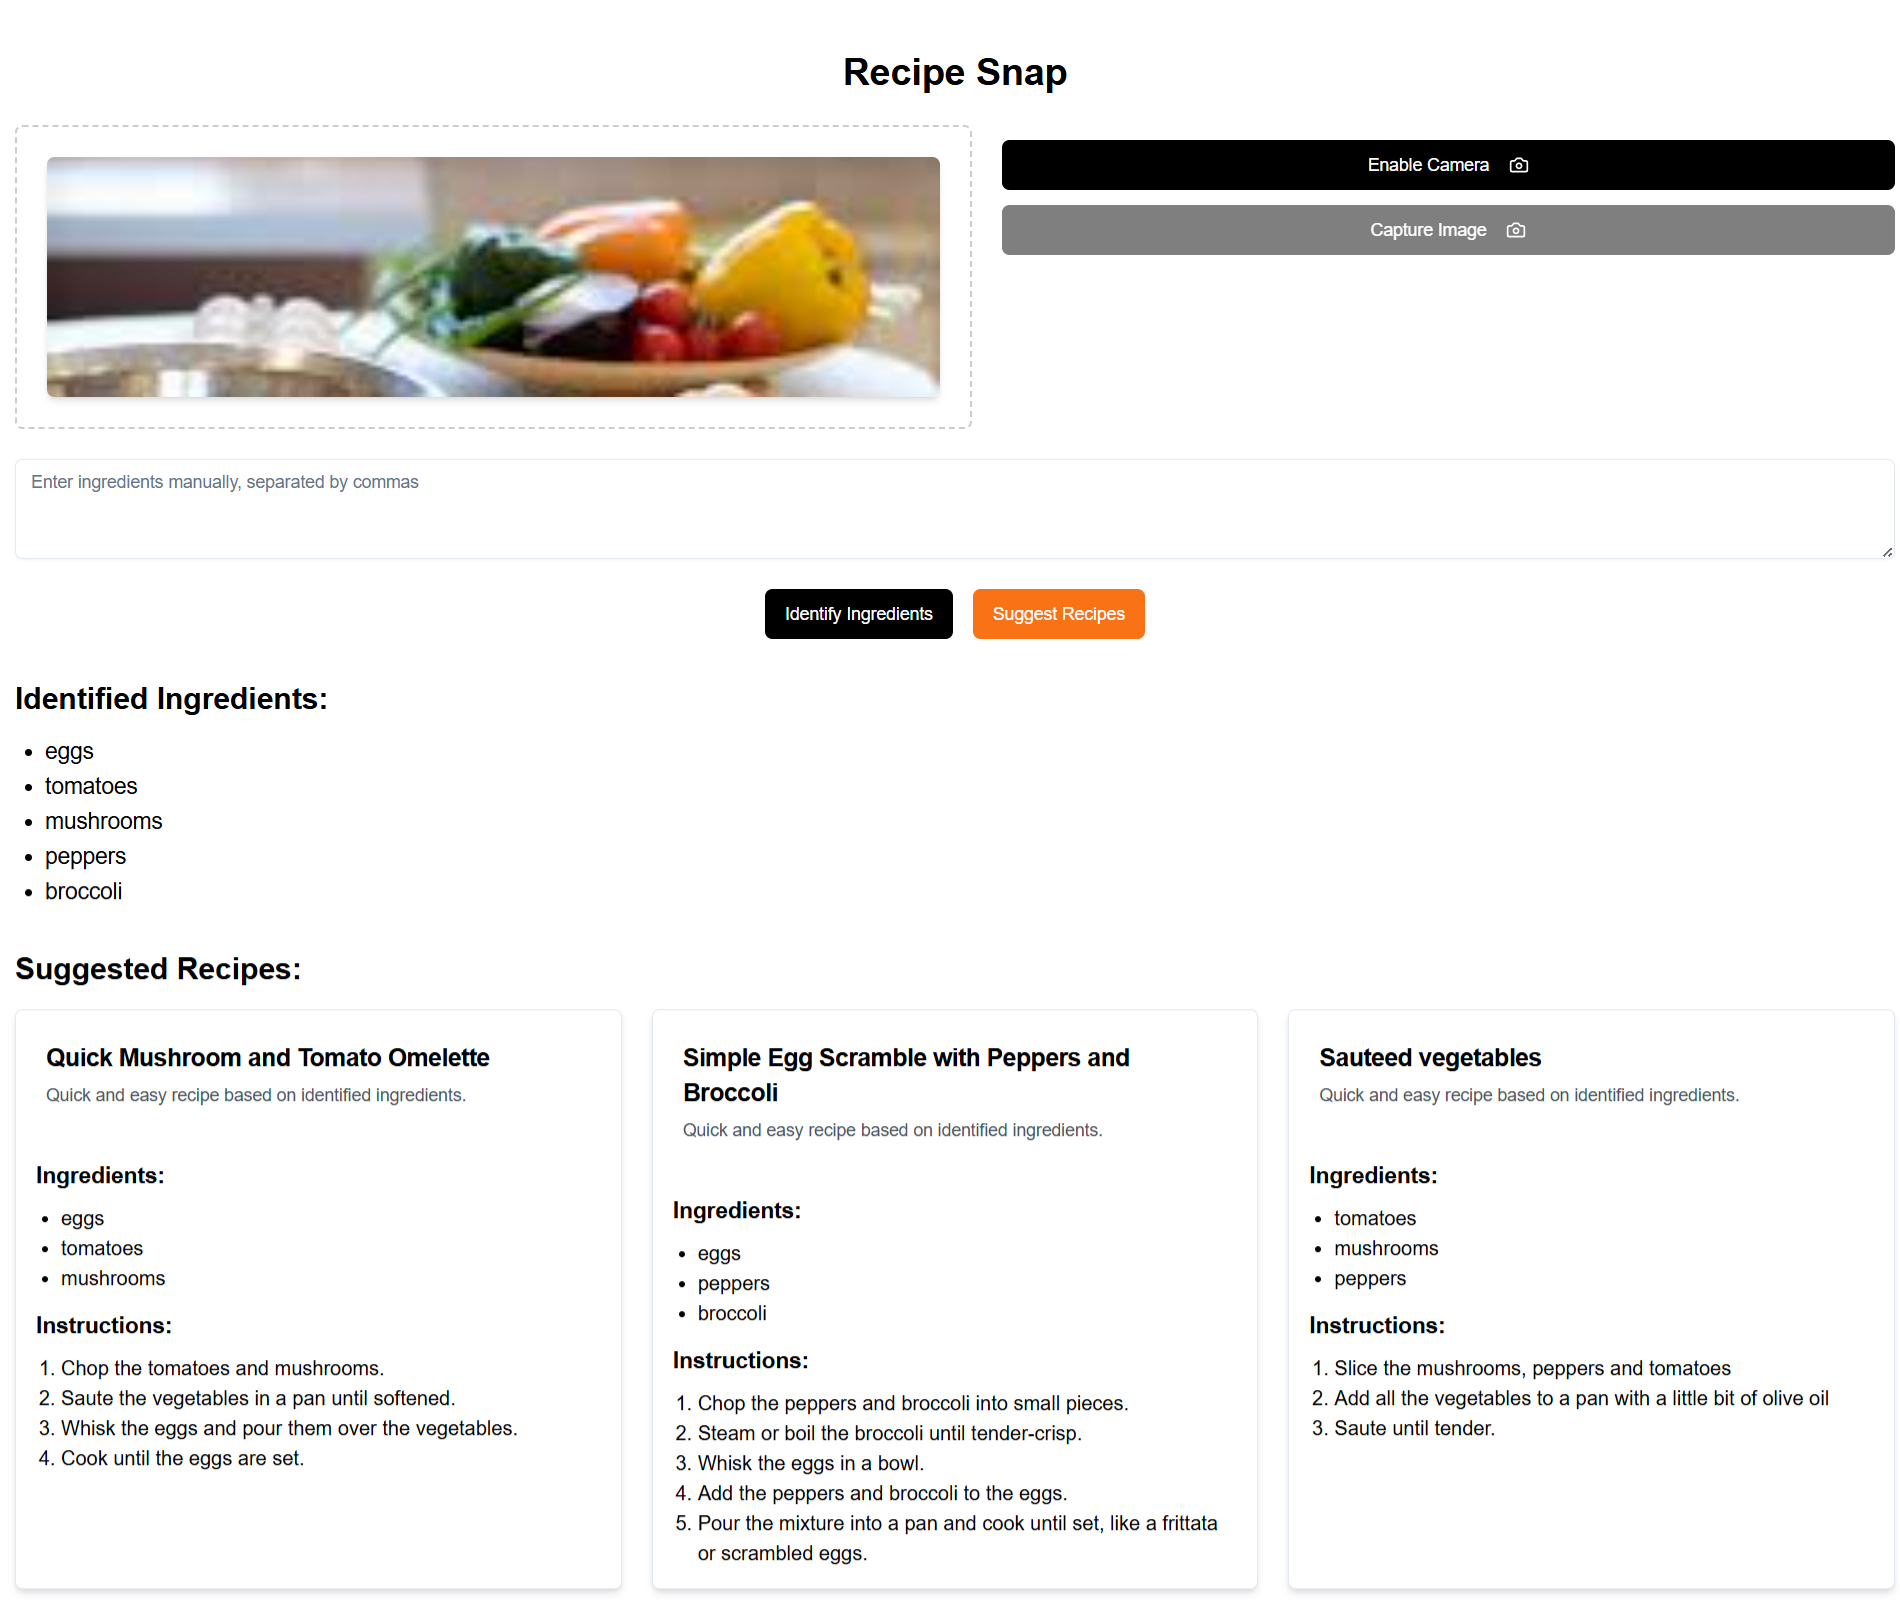 Recipe Snap
Enable Camera
Capture Image
Enter ingredients manually, separated by commas
Identify Ingredients
Suggest Recipes
Identified Ingredients:
• eggs
• tomatoes
• mushrooms
• peppers
• broccoli
Suggested Recipes:
Quick Mushroom and Tomato Omelette
Quick and easy recipe based on identified ingredients.
Ingredients:
• eggs
• tomatoes
• mushrooms
Instructions:
1. Chop the tomatoes and mushrooms.
2. Saute the vegetables in a pan until softened.
3. Whisk the eggs and pour them over the vegetables.
4. Cook until the eggs are set.
Simple Egg Scramble with Peppers and
Broccoli
Quick and easy recipe based on identified ingredients.
Ingredients:
• eggs
• peppers
• broccoli
Instructions:
1. Chop the peppers and broccoli into small pieces.
2. Steam or boil the broccoli until tender-crisp.
3. Whisk the eggs in a bowl.
4. Add the peppers and broccoli to the eggs.
5. Pour the mixture into a pan and cook until set, like a frittata
or scrambled eggs.
Sauteed vegetables
Quick and easy recipe based on identified ingredients.
Ingredients:
• tomatoes
• mushrooms
• peppers
Instructions:
1. Slice the mushrooms, peppers and tomatoes
2. Add all the vegetables to a pan with a little bit of olive oil
3. Saute until tender.